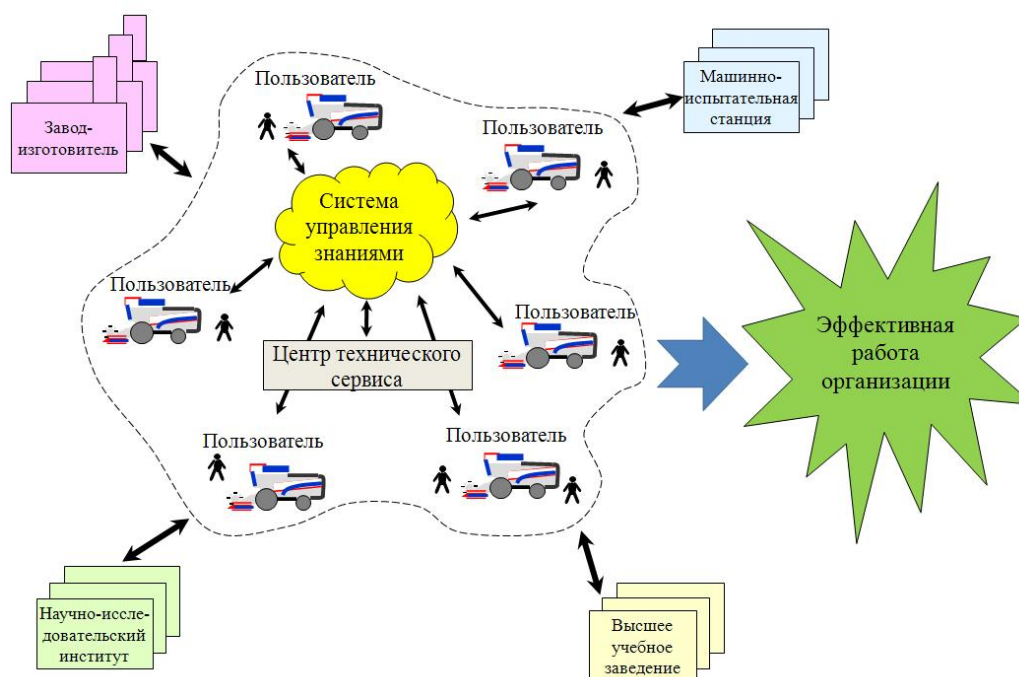 Пользователь
Машинно-
испытательная
станция
Завод-
изготовитель
Пользователь
Система
управления
знаниями
Пользователь
Пользователь
Эффективная
работа
организации
Центр технического
сервиса
Пользователь
Пользователь
Научно-иссле-
довательский
институт
Высшее
учебное
заведение